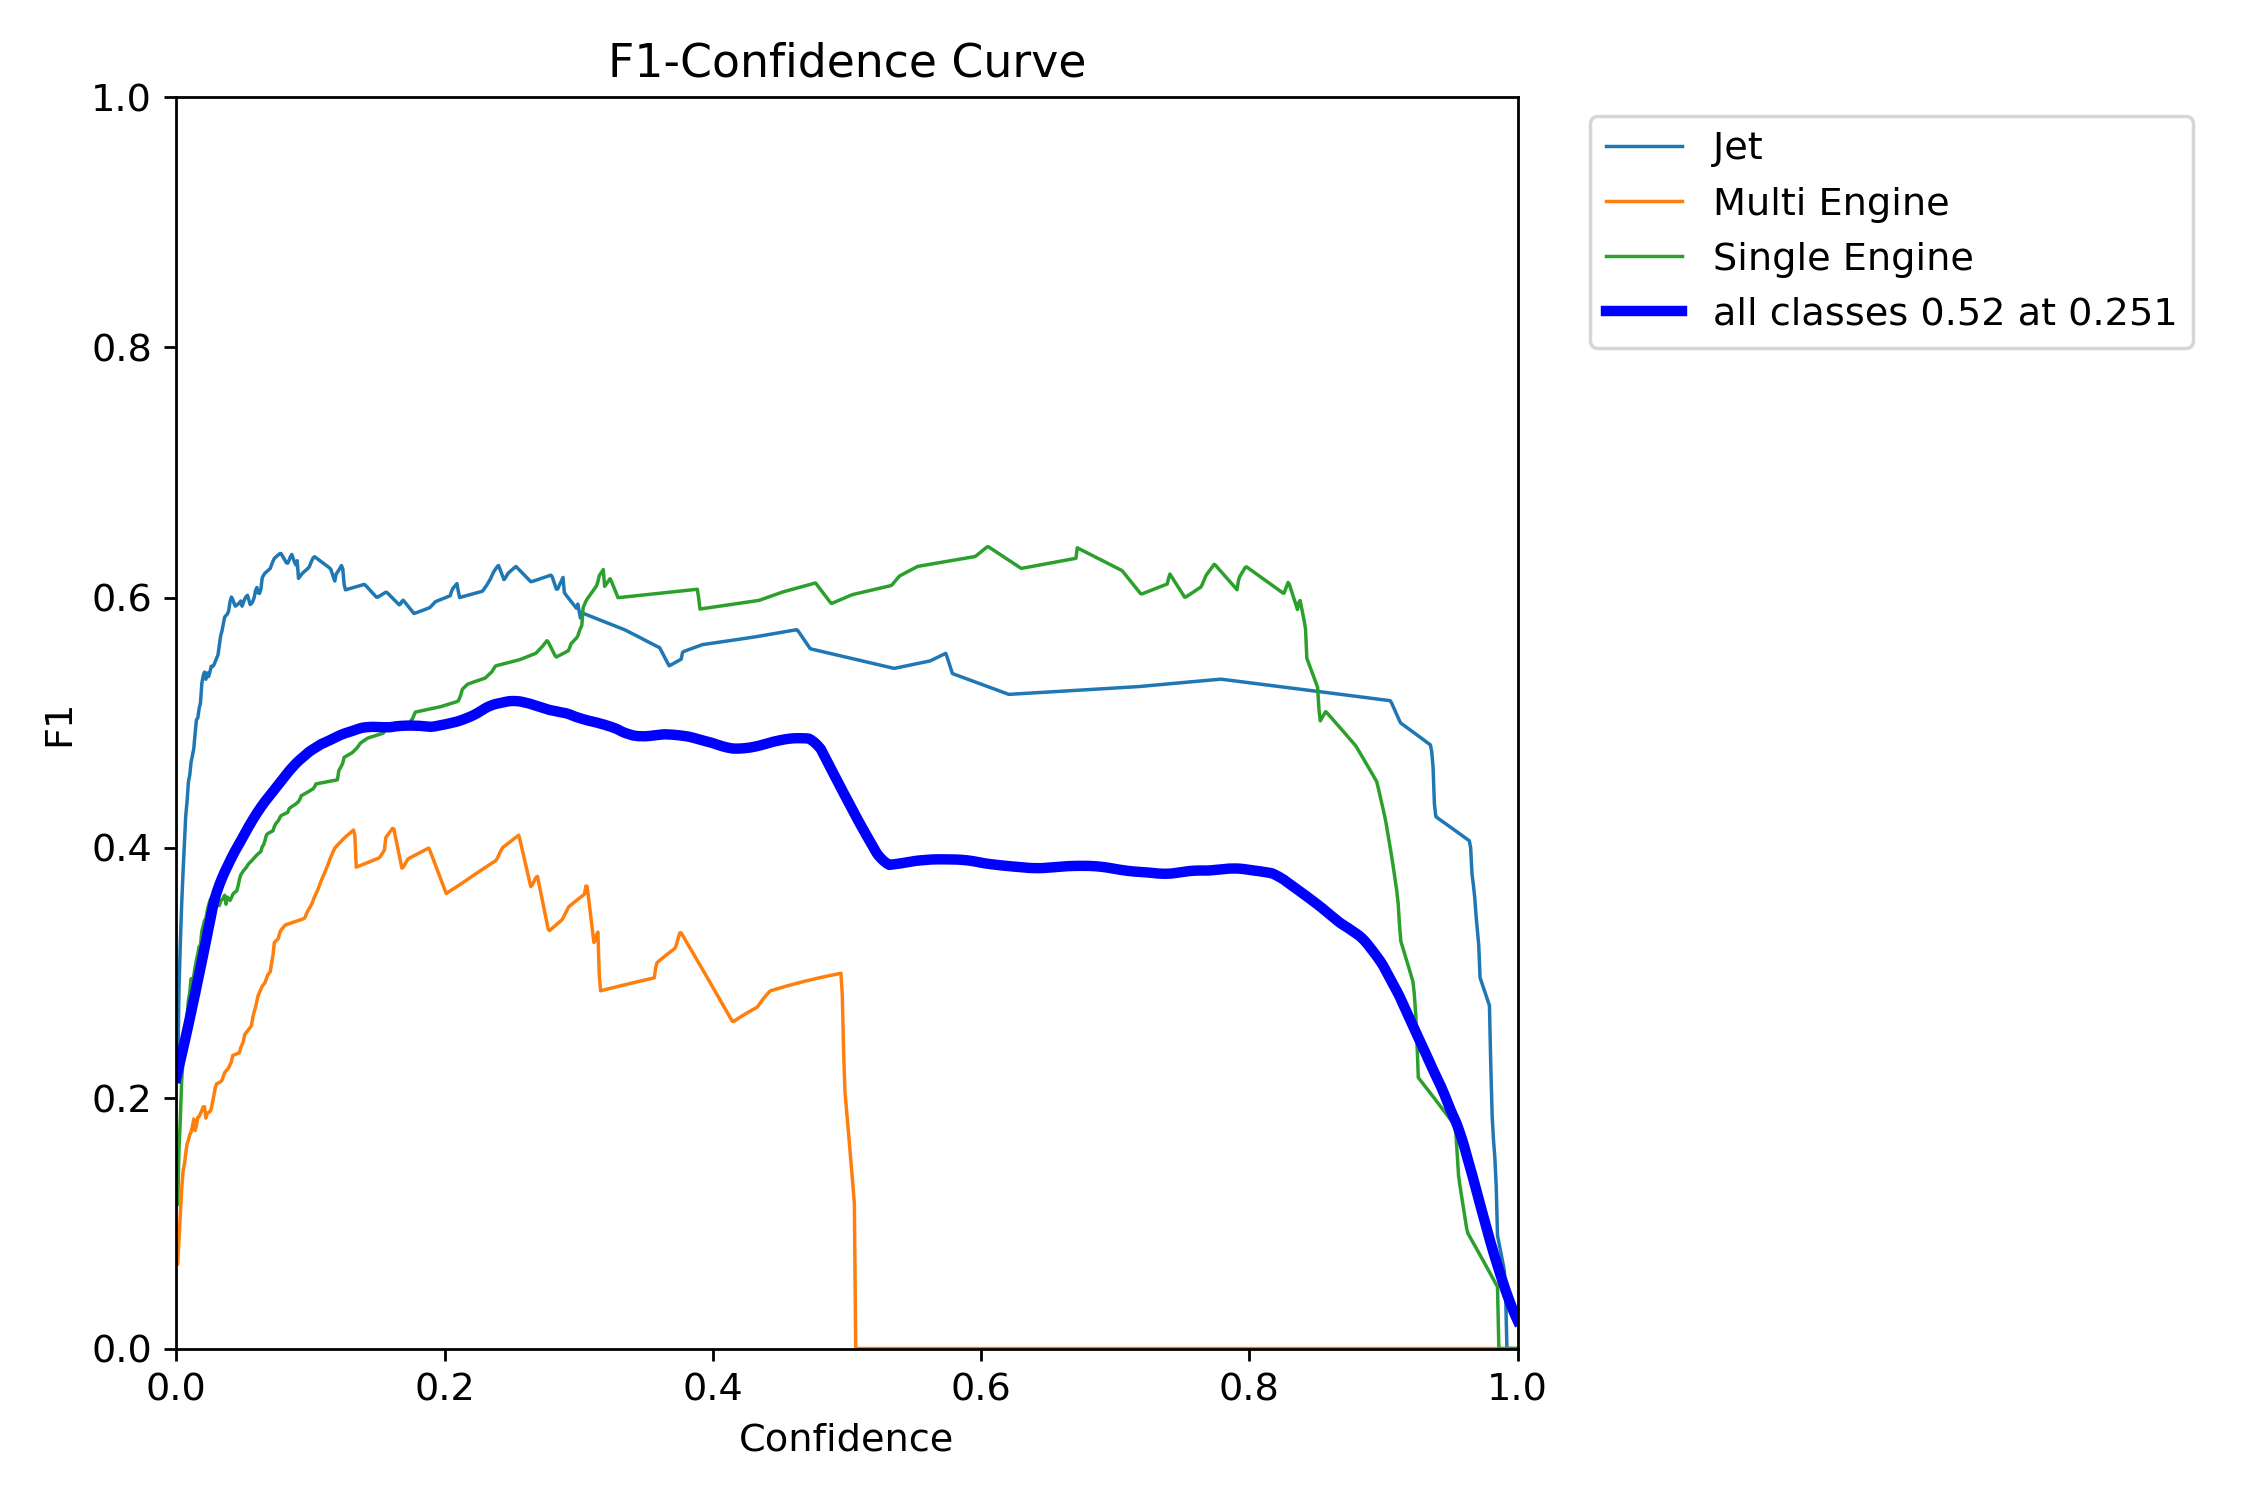 F1-Confidence Curve
1.0
0.8
0.6
0.4
0.2
0.0
F1
0.0 0.2 0.4 0.6 0.8 1.0
Confidence
Jet
Multi Engine
Single Engine
all classes 0.52 at 0.251